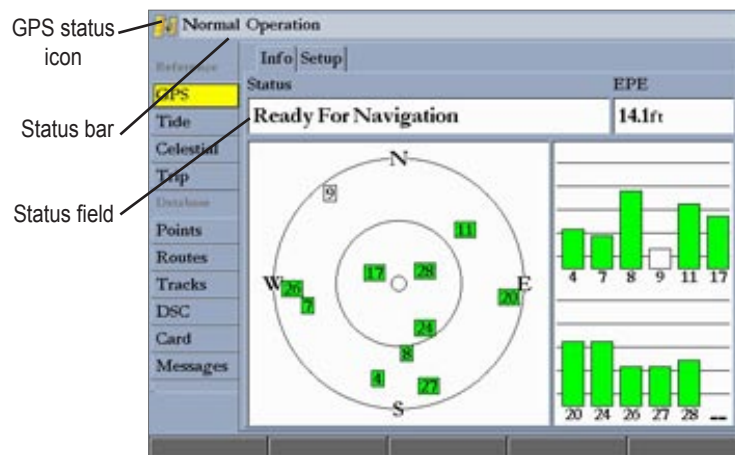 GPS status
icon
Status bar
Status field
Normal Operation
Reference
GPS
Tide
Celestial
Trip
Database
Points
Routes
Tracks
DSC
Card
Messages
Info Setup
Status
EPE
Ready For Navigation
14.1ft
N
9
11
17
28
W
26
7
E
20
24
8
4
27
S
4 7 8 9 11 17
20 24 26 27 28 --